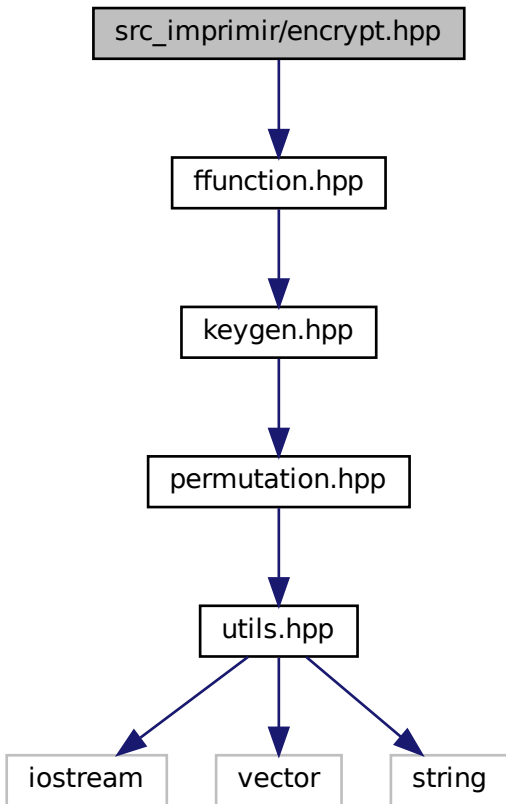 src_imprimir/encrypt.hpp
ffunction.hpp
keygen.hpp
permutation.hpp
utils.hpp
iostream
vector
string